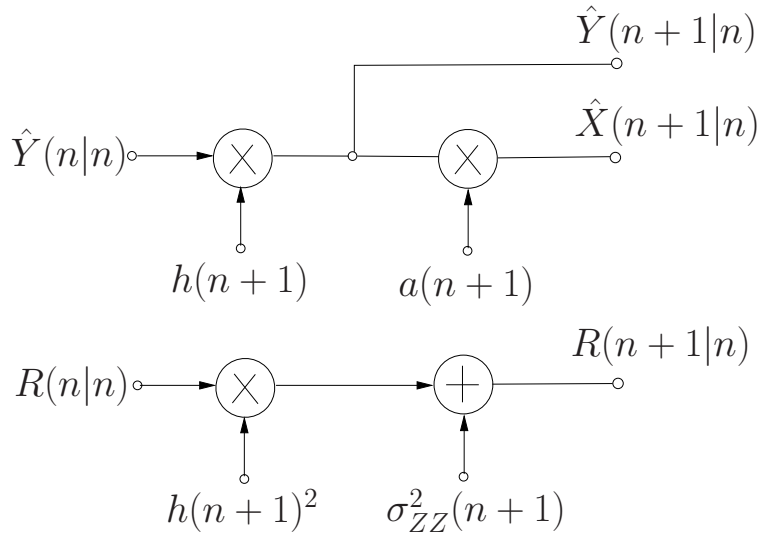 Ŷ(n + 1|n)
X̂(n + 1|n)
Ŷ(n|n)
×
×
h(n + 1)
a(n + 1)
R(n + 1|n)
R(n|n)
×
+
h(n + 1)²
σ²_ZZ(n + 1)